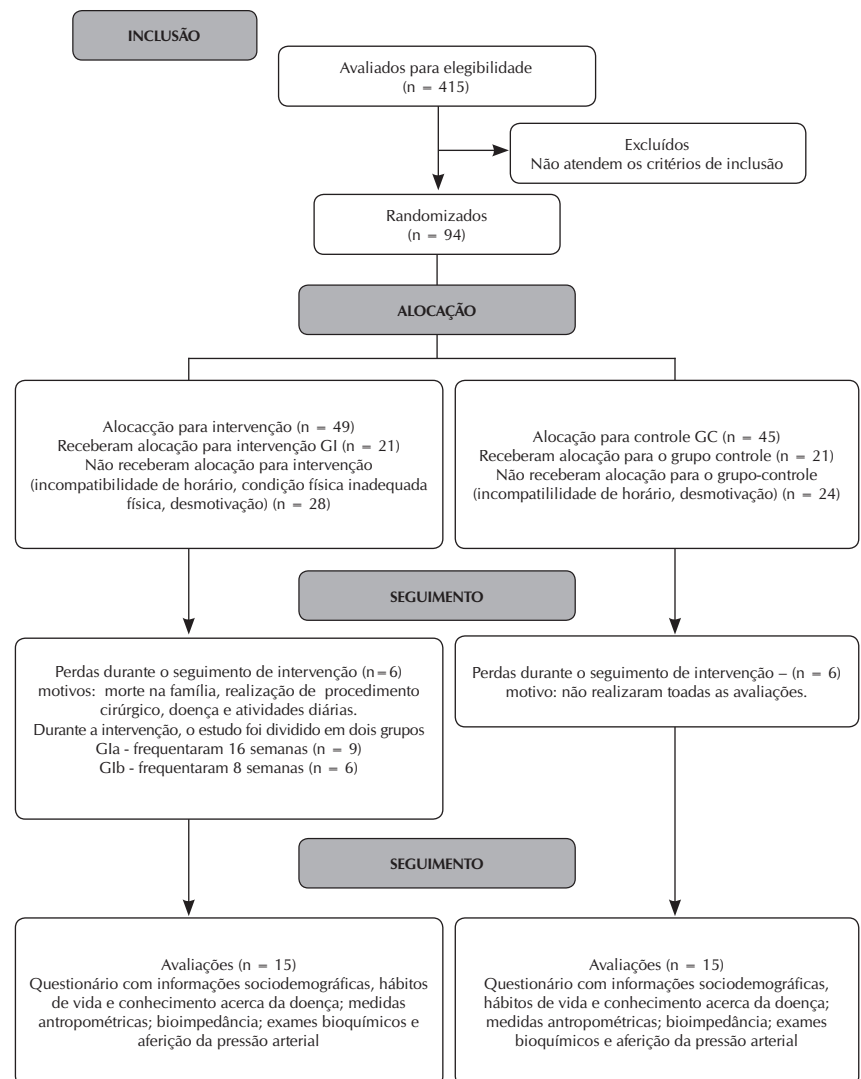 INCLUSÃO
Avaliados para elegibilidade
(n = 415)
Excluídos
Não atendem os critérios de inclusão
Randomizados
(n = 94)
ALOCAÇÃO
Alocacção para intervenção (n = 49)
Receberam alocação para intervenção GI (n = 21)
Não receberam alocação para intervenção
(incompatibilidade de horário, condição física inadequada
física, desmotivação) (n = 28)
Alocação para controle GC (n = 45)
Receberam alocação para o grupo controle (n = 21)
Não receberam alocação para o grupo-controle
(incompatililidade de horário, desmotivação) (n = 24)
SEGUIMENTO
Perdas durante o seguimento de intervenção (n=6)
motivos: morte na família, realização de procedimento
cirúrgico, doença e atividades diárias.
Durante a intervenção, o estudo foi dividido em dois grupos
GIa - frequentaram 16 semanas (n = 9)
GIb - frequentaram 8 semanas (n = 6)
Perdas durante o seguimento de intervenção – (n = 6)
motivo: não realizaram toadas as avaliações.
SEGUIMENTO
Avaliações (n = 15)
Questionário com informações sociodemográficas, hábitos
de vida e conhecimento acerca da doença; medidas
antropométricas; bioimpedância; exames bioquímicos e
aferição da pressão arterial
Avaliações (n = 15)
Questionário com informações sociodemográficas,
hábitos de vida e conhecimento acerca da doença;
medidas antropométricas; bioimpedância; exames
bioquímicos e aferição da pressão arterial